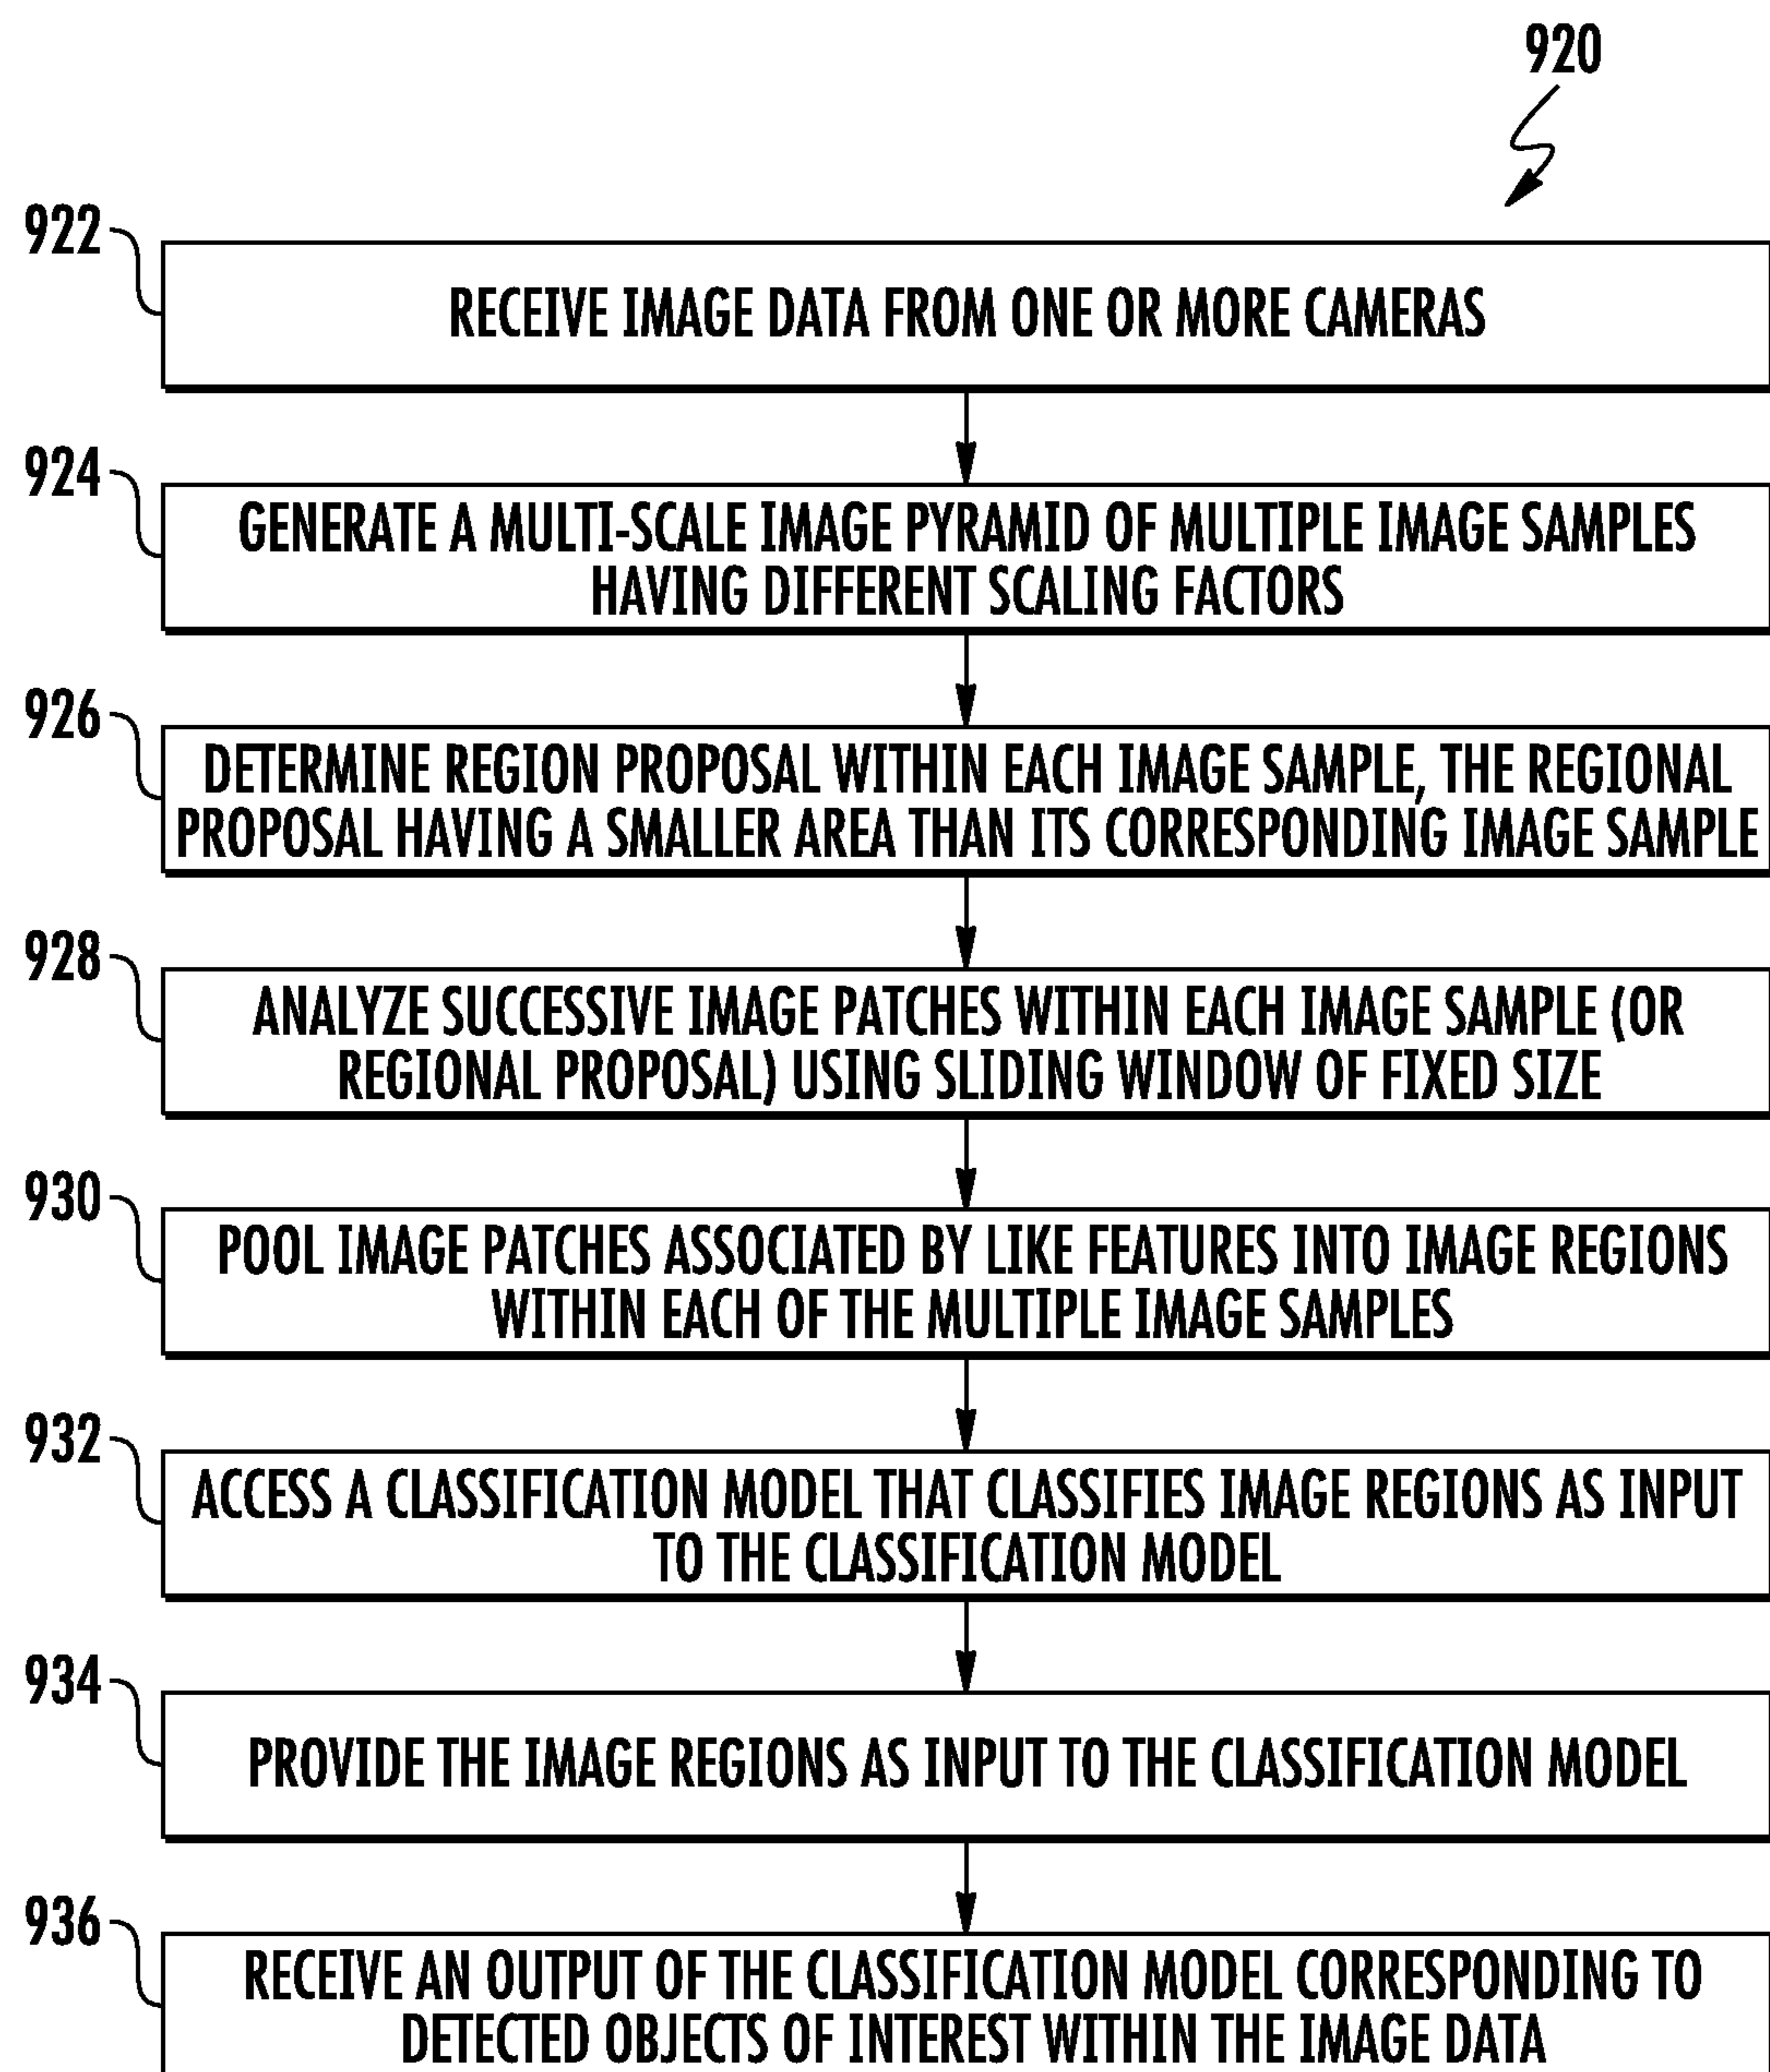 920
922
RECEIVE IMAGE DATA FROM ONE OR MORE CAMERAS
924
GENERATE A MULTI-SCALE IMAGE PYRAMID OF MULTIPLE IMAGE SAMPLES
HAVING DIFFERENT SCALING FACTORS
926
DETERMINE REGION PROPOSAL WITHIN EACH IMAGE SAMPLE, THE REGIONAL
PROPOSAL HAVING A SMALLER AREA THAN ITS CORRESPONDING IMAGE SAMPLE
928
ANALYZE SUCCESSIVE IMAGE PATCHES WITHIN EACH IMAGE SAMPLE (OR
REGIONAL PROPOSAL) USING SLIDING WINDOW OF FIXED SIZE
930
POOL IMAGE PATCHES ASSOCIATED BY LIKE FEATURES INTO IMAGE REGIONS
WITHIN EACH OF THE MULTIPLE IMAGE SAMPLES
932
ACCESS A CLASSIFICATION MODEL THAT CLASSIFIES IMAGE REGIONS AS INPUT
TO THE CLASSIFICATION MODEL
934
PROVIDE THE IMAGE REGIONS AS INPUT TO THE CLASSIFICATION MODEL
936
RECEIVE AN OUTPUT OF THE CLASSIFICATION MODEL CORRESPONDING TO
DETECTED OBJECTS OF INTEREST WITHIN THE IMAGE DATA